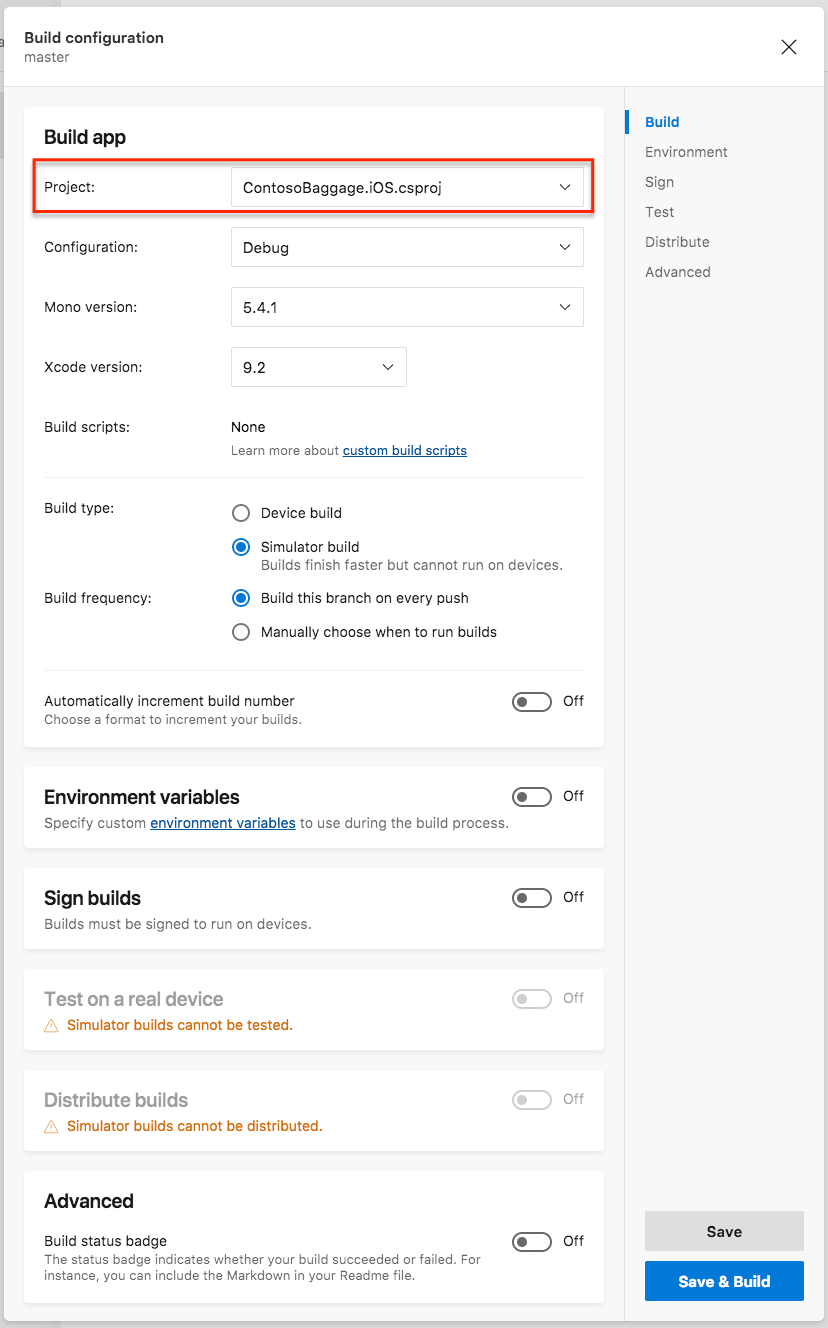 Build configuration
master
Build app
Project: ContosoBaggage.iOS.csproj
Configuration: Debug
Mono version: 5.4.1
Xcode version: 9.2
Build scripts: None
Learn more about custom build scripts
Build type: Device build
Simulator build
Builds finish faster but cannot run on devices.
Build frequency: Build this branch on every push
Manually choose when to run builds
Automatically increment build number Off
Choose a format to increment your builds.
Environment variables Off
Specify custom environment variables to use during the build process.
Sign builds Off
Builds must be signed to run on devices.
Test on a real device Off
Simulator builds cannot be tested.
Distribute builds Off
Simulator builds cannot be distributed.
Advanced
Build status badge Off
The status badge indicates whether your build succeeded or failed. For
instance, you can include the Markdown in your Readme file.
Build
Environment
Sign
Test
Distribute
Advanced
Save
Save & Build